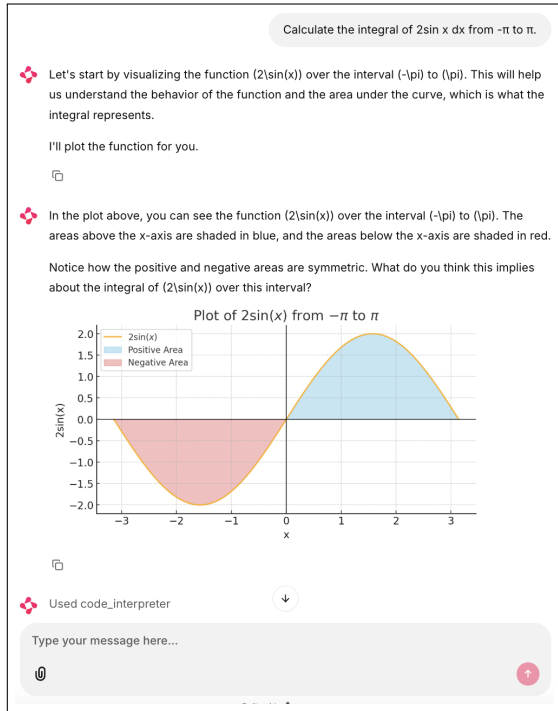 Calculate the integral of 2sin x dx from -π to π.
Let's start by visualizing the function (2\sin(x)) over the interval (-\pi) to (\pi). This will help
us understand the behavior of the function and the area under the curve, which is what the
integral represents.
I'll plot the function for you.
In the plot above, you can see the function (2\sin(x)) over the interval (-\pi) to (\pi). The
areas above the x-axis are shaded in blue, and the areas below the x-axis are shaded in red.
Notice how the positive and negative areas are symmetric. What do you think this implies
about the integral of (2\sin(x)) over this interval?
Plot of 2sin(x) from −π to π
2sin(x)
Positive Area
Negative Area
2.0
1.5
1.0
0.5
0.0
−0.5
−1.0
−1.5
−2.0
2sin(x)
−3 −2 −1 0 1 2 3
x
Used code_interpreter
Type your message here...